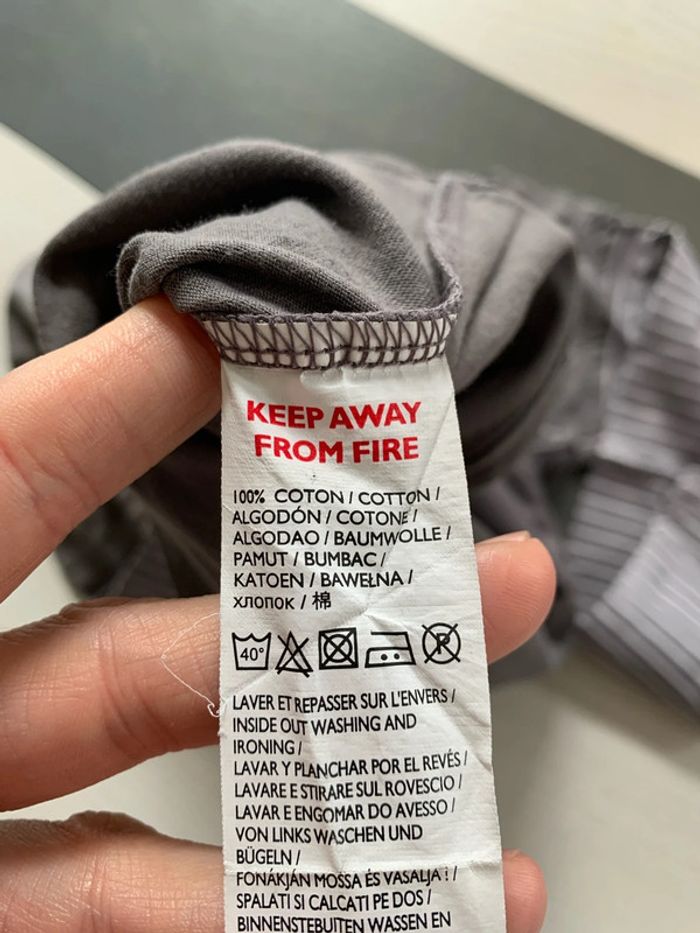 KEEP AWAY
FROM FIRE
100% COTON / COTTON /
ALGODÓN / COTONE /
ALGODAO / BAUMWOLLE /
PAMUT / BUMBAC /
KATOEN / BAWEŁNA /
ХЛОПОК / 棉
40°
P
LAVER ET REPASSER SUR L'ENVERS /
INSIDE OUT WASHING AND
IRONING /
LAVAR Y PLANCHAR POR EL REVÉS /
LAVARE E STIRARE SUL ROVESCIO /
LAVAR E ENGOMAR DO AVESSO /
VON LINKS WASCHEN UND
BÜGELN /
FONÁKJÁN MOSSA ÉS VASALJA ! /
SPALATI SI CALCATI PE DOS /
BINNENSTEBUITEN WASSEN EN